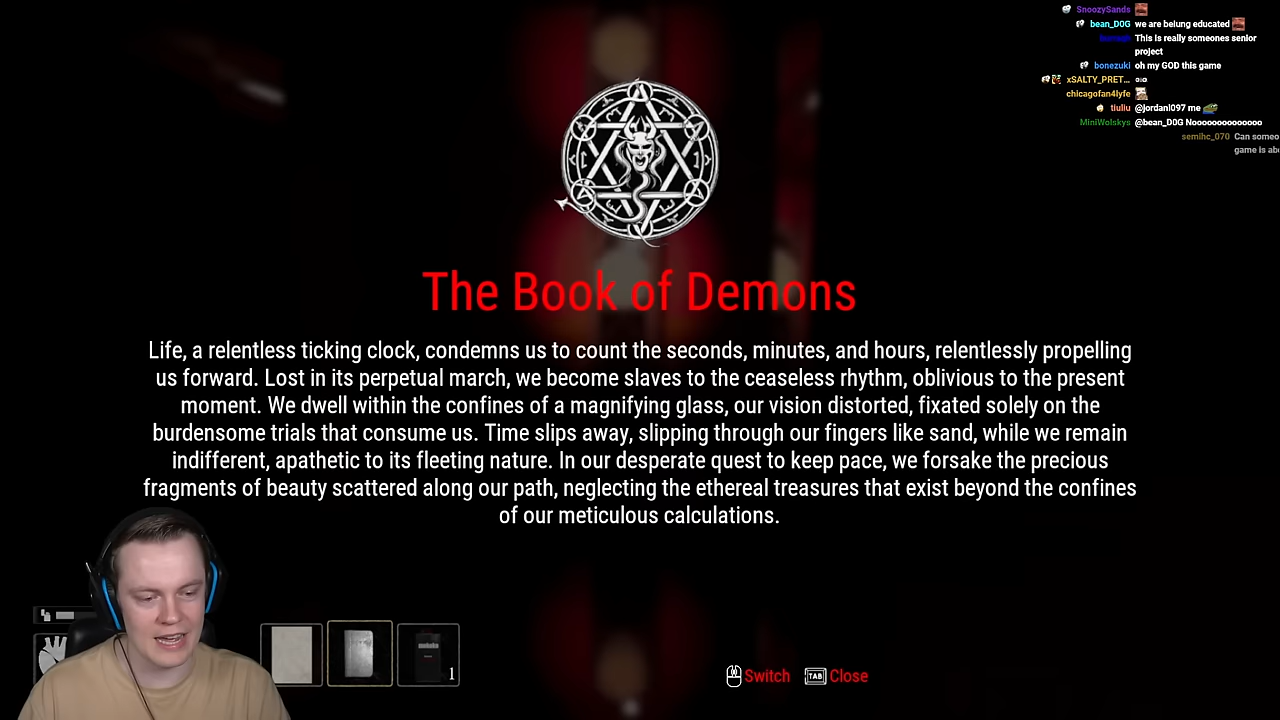 SnoozySands
bean_D0G we are beiung educated
This is really someones senior
project
bonezuki oh my GOD this game
xSALTY_PRET...
chicagofan4lyfe
tiuliu @jordanl097 me
MiniWolskys @bean_D0G Nooooooooooooo
semihc_070 Can someo
game is ab
The Book of Demons
Life, a relentless ticking clock, condemns us to count the seconds, minutes, and hours, relentlessly propelling
us forward. Lost in its perpetual march, we become slaves to the ceaseless rhythm, oblivious to the present
moment. We dwell within the confines of a magnifying glass, our vision distorted, fixated solely on the
burdensome trials that consume us. Time slips away, slipping through our fingers like sand, while we remain
indifferent, apathetic to its fleeting nature. In our desperate quest to keep pace, we forsake the precious
fragments of beauty scattered along our path, neglecting the ethereal treasures that exist beyond the confines
of our meticulous calculations.
1
Switch
TAB Close